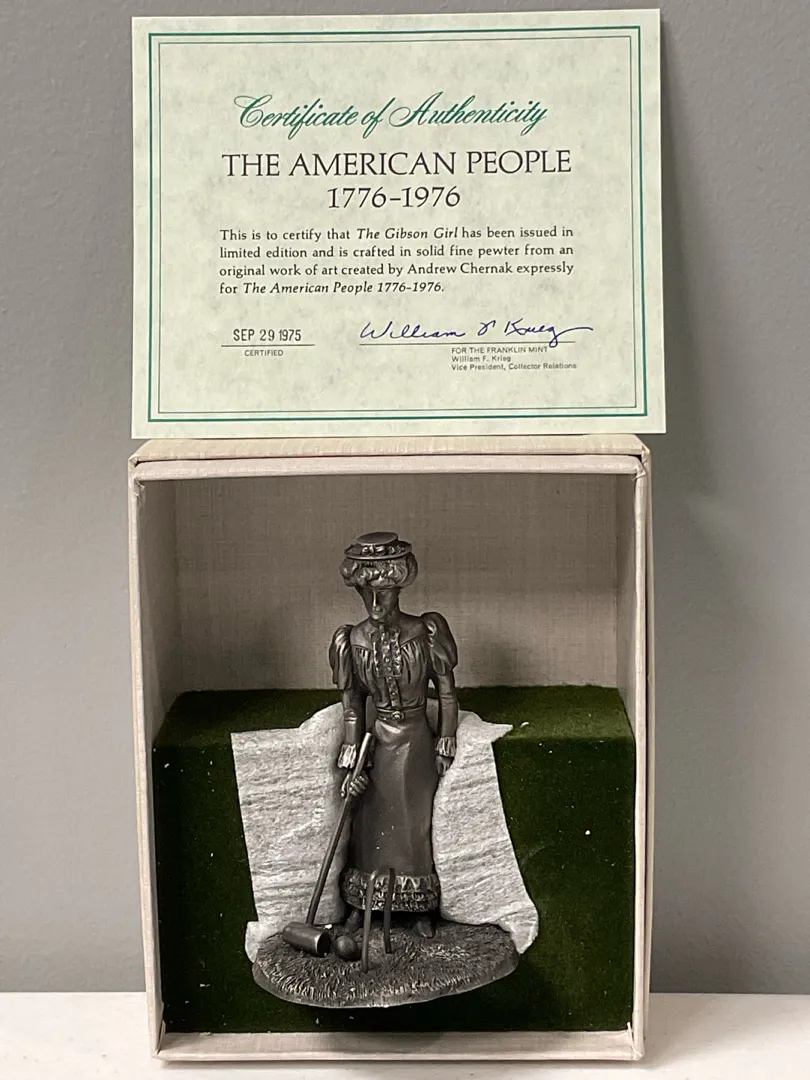 Certificate of Authenticity
THE AMERICAN PEOPLE
1776-1976
This is to certify that The Gibson Girl has been issued in
limited edition and is crafted in solid fine pewter from an
original work of art created by Andrew Chernak expressly
for The American People 1776-1976.
SEP 29 1975
CERTIFIED
William F Krieg
FOR THE FRANKLIN MINT
William F. Krieg
Vice President, Collector Relations